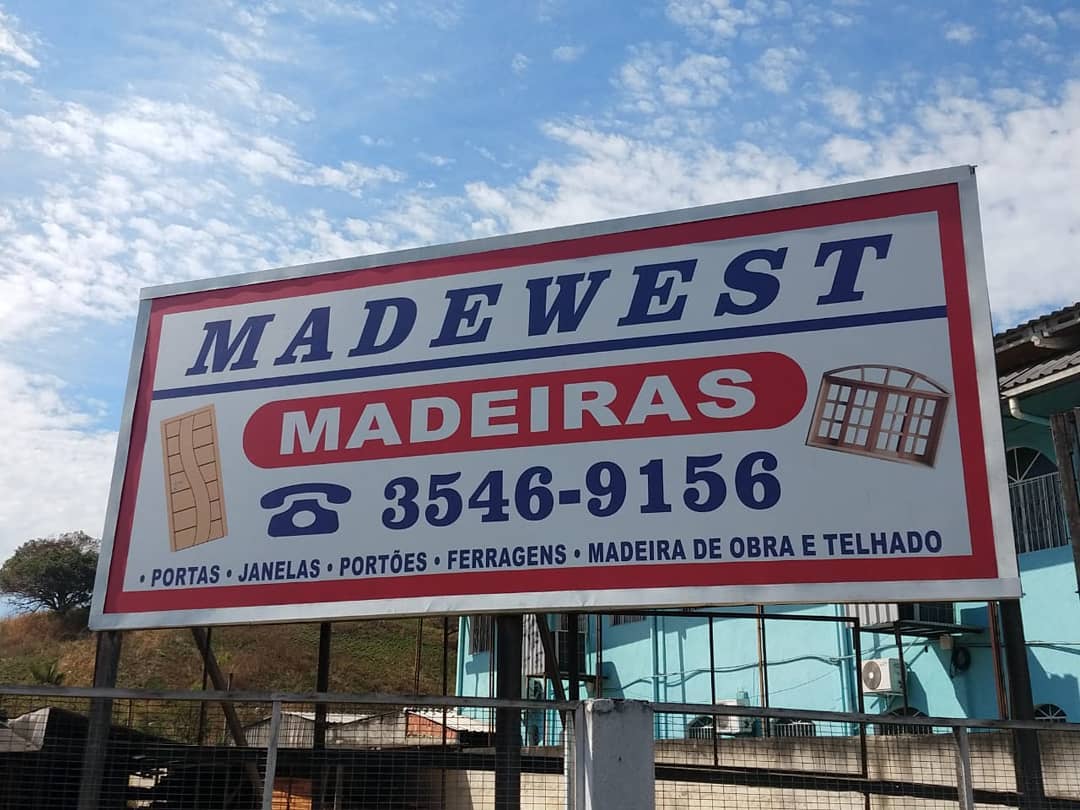 MADEWEST
MADEIRAS
3546-9156
• PORTAS • JANELAS • PORTÕES • FERRAGENS • MADEIRA DE OBRA E TELHADO